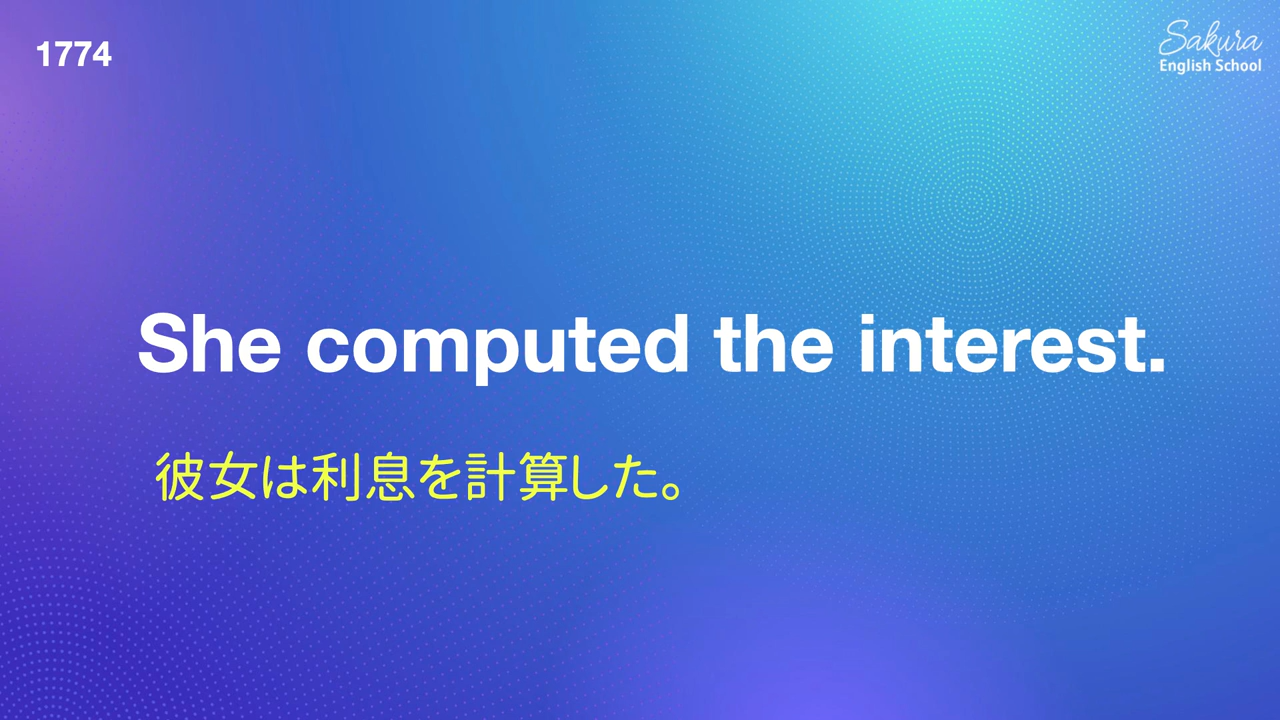 1774
Sakura
English School
She computed the interest.
彼女は利息を計算した。